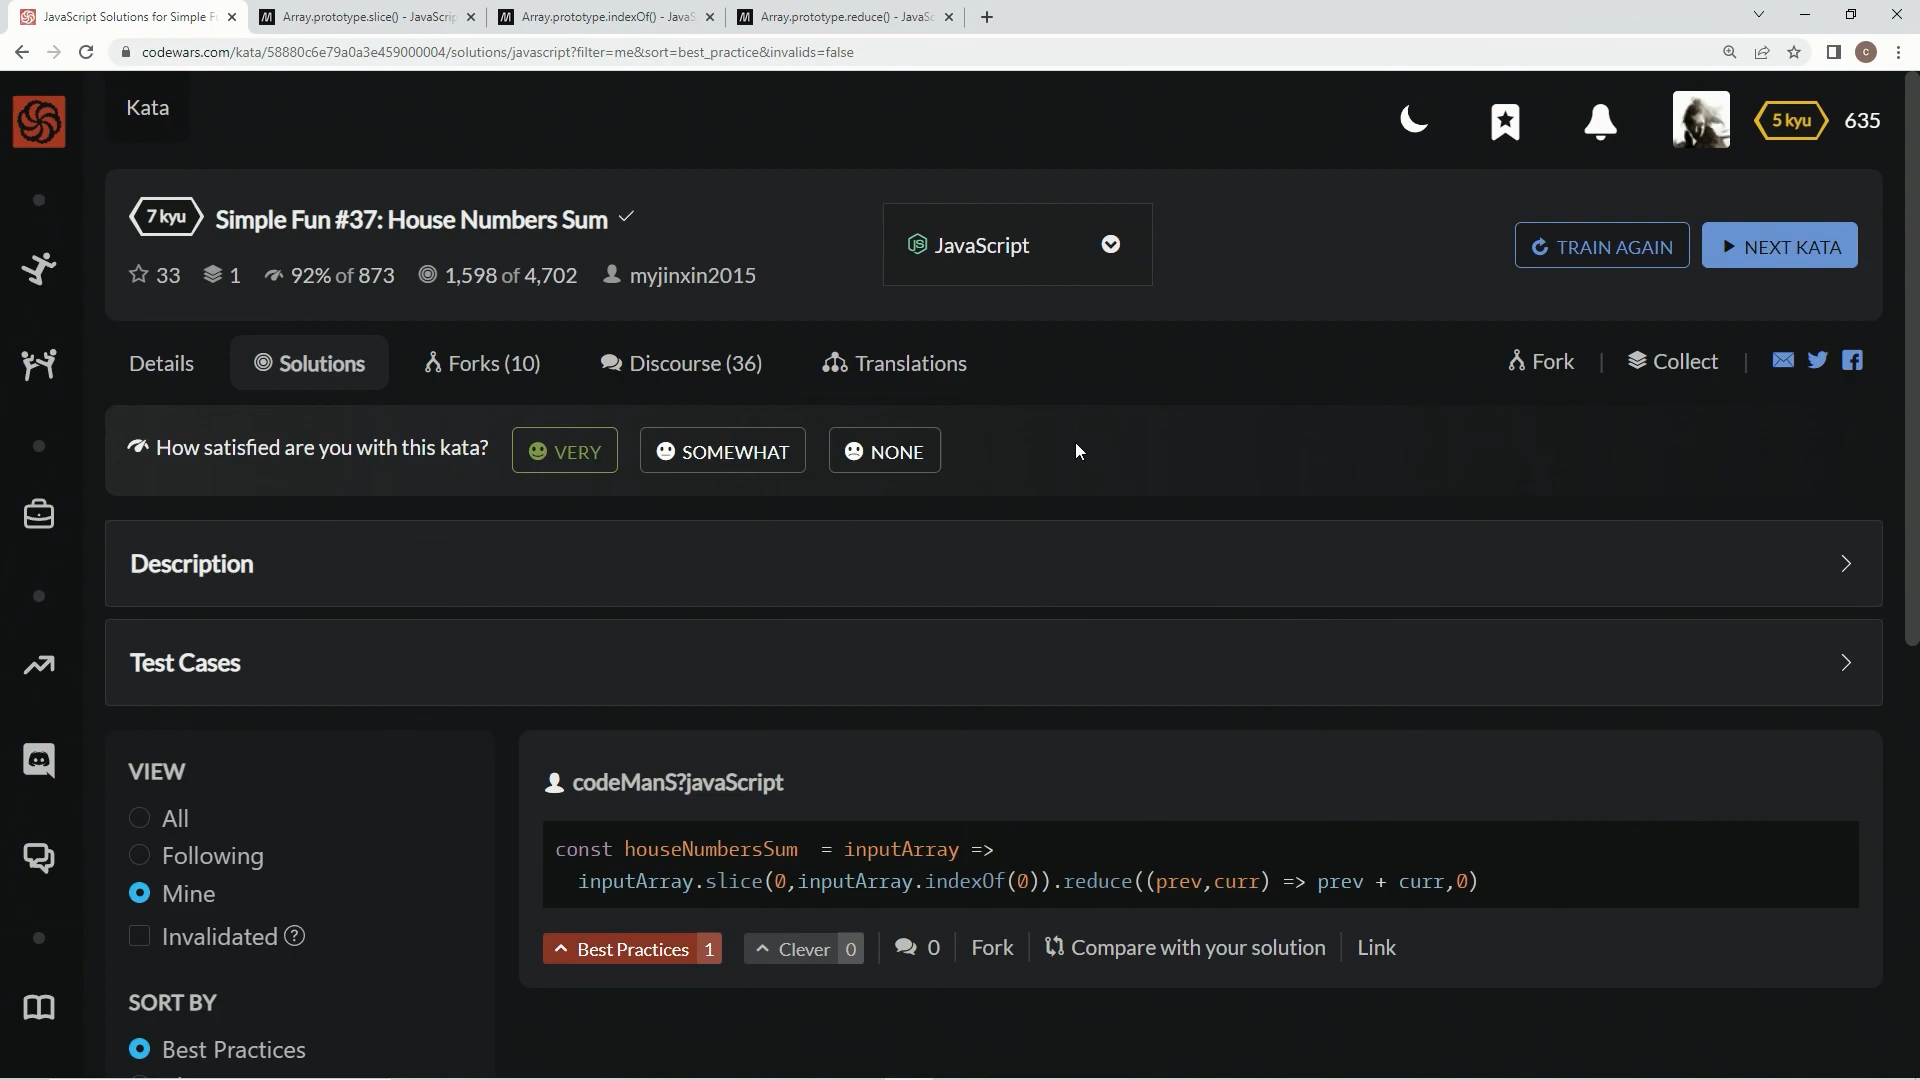 JavaScript Solutions for Simple F
Array.prototype.slice() - JavaScrip
Array.prototype.indexOf() - JavaS
Array.prototype.reduce() - JavaSc
codewars.com/kata/58880c6e79a0a3e459000004/solutions/javascript?filter=me&sort=best_practice&invalids=false
C
Kata
5 kyu 635
7 kyu Simple Fun #37: House Numbers Sum
JavaScript
TRAIN AGAIN
NEXT KATA
33 1 92% of 873 1,598 of 4,702 myjinxin2015
Details Solutions Forks (10) Discourse (36) Translations
Fork | Collect |
How satisfied are you with this kata? VERY SOMEWHAT NONE
Description
Test Cases
VIEW
All
Following
Mine
Invalidated ?
SORT BY
Best Practices
codeManS?javaScript
const houseNumbersSum  = inputArray =>
inputArray.slice(0,inputArray.indexOf(0)).reduce((prev,curr) => prev + curr,0)
Best Practices 1 Clever 0 0 Fork Compare with your solution Link